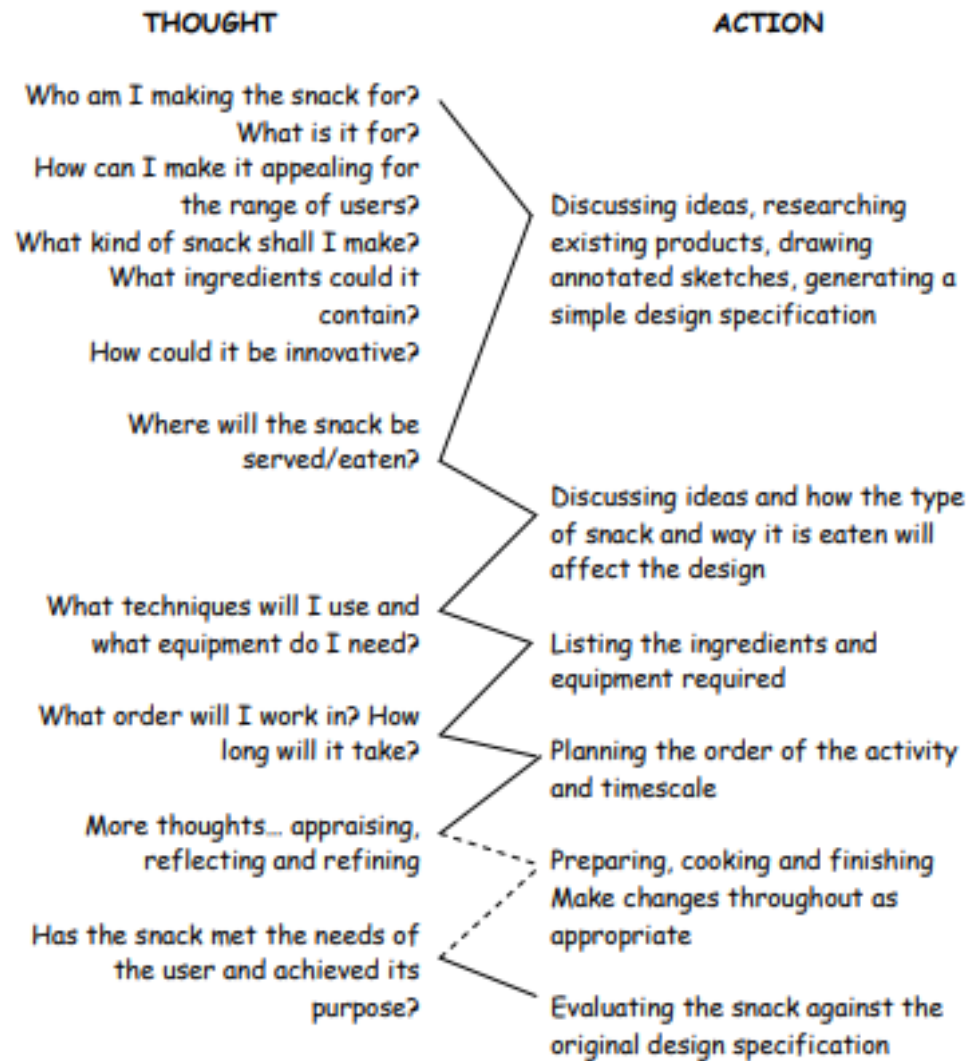 THOUGHT
ACTION
Who am I making the snack for?
What is it for?
How can I make it appealing for
the range of users?
What kind of snack shall I make?
What ingredients could it
contain?
How could it be innovative?
Discussing ideas, researching
existing products, drawing
annotated sketches, generating a
simple design specification
Where will the snack be
served/eaten?
Discussing ideas and how the type
of snack and way it is eaten will
affect the design
What techniques will I use and
what equipment do I need?
Listing the ingredients and
equipment required
What order will I work in? How
long will it take?
Planning the order of the activity
and timescale
More thoughts... appraising,
reflecting and refining
Preparing, cooking and finishing
Make changes throughout as
appropriate
Has the snack met the needs of
the user and achieved its
purpose?
Evaluating the snack against the
original design specification